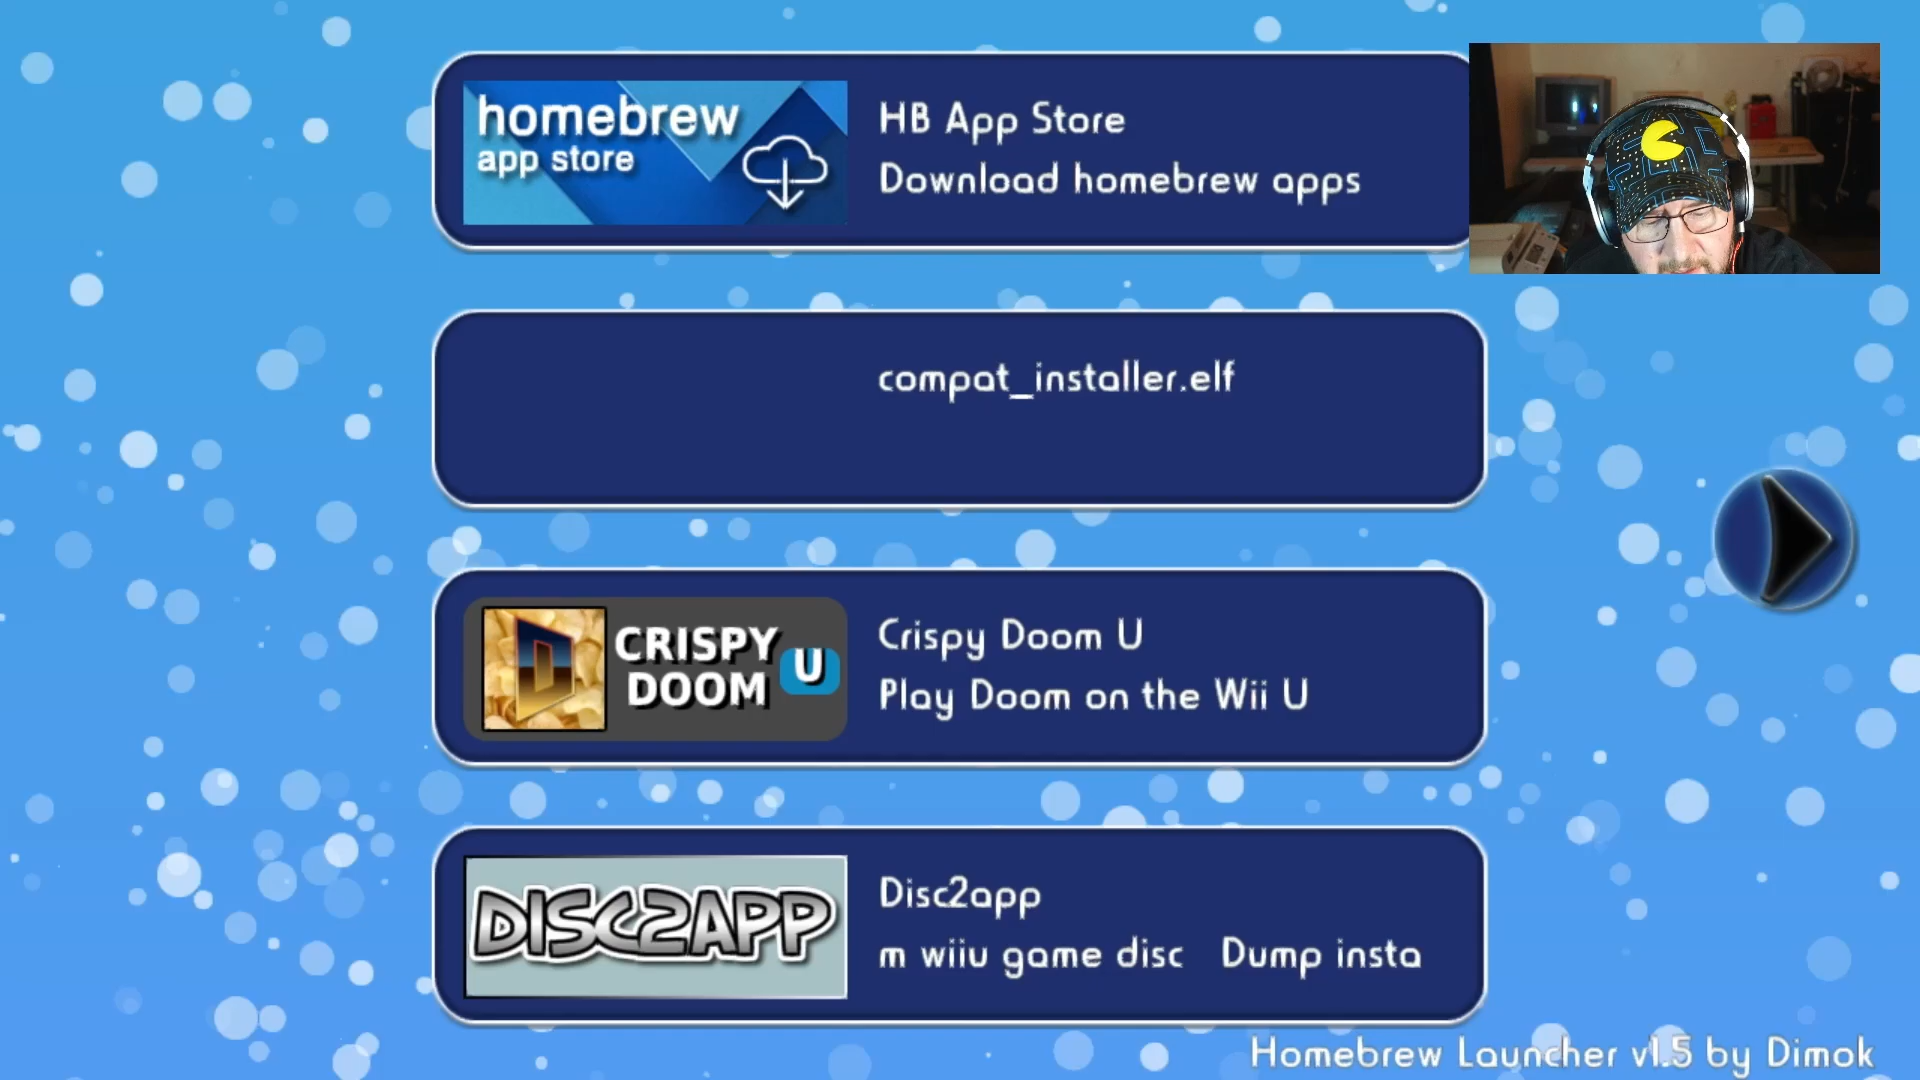 homebrew
app store
HB App Store
Download homebrew apps
compat_installer.elf
CRISPY
DOOM
U
Crispy Doom U
Play Doom on the Wii U
DISC2APP
Disc2app
m wiiu game disc Dump insta
Homebrew Launcher v1.5 by Dimok